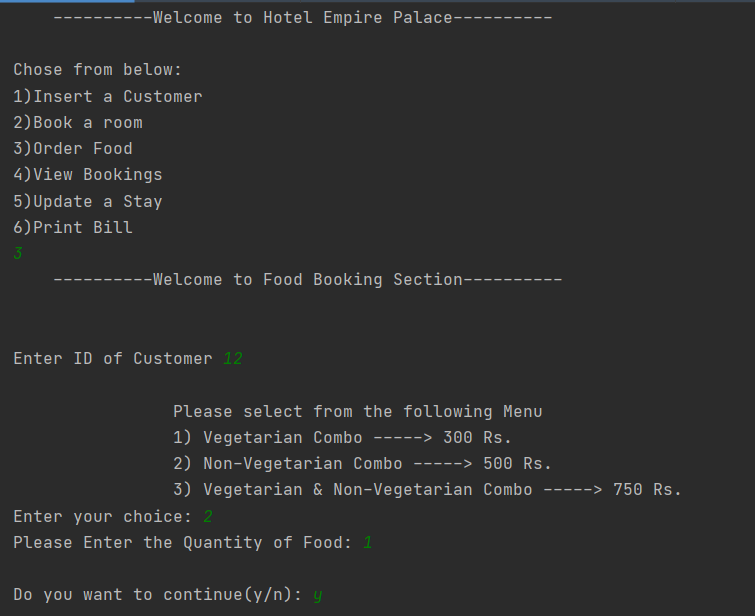 ----------Welcome to Hotel Empire Palace----------
Chose from below:
1)Insert a Customer
2)Book a room
3)Order Food
4)View Bookings
5)Update a Stay
6)Print Bill
3
----------Welcome to Food Booking Section----------
Enter ID of Customer 12
Please select from the following Menu
1) Vegetarian Combo -----> 300 Rs.
2) Non-Vegetarian Combo -----> 500 Rs.
3) Vegetarian & Non-Vegetarian Combo -----> 750 Rs.
Enter your choice: 2
Please Enter the Quantity of Food: 1
Do you want to continue(y/n): y